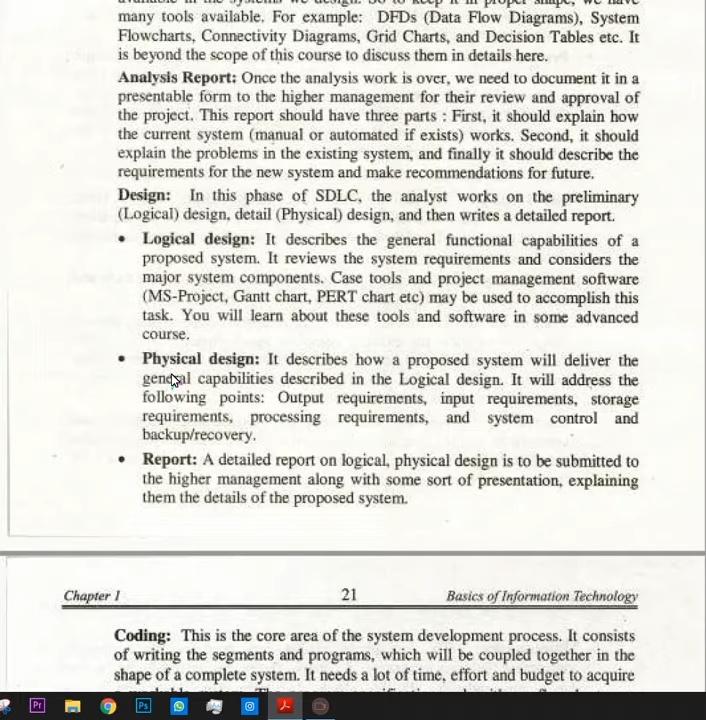 many tools available. For example: DFDs (Data Flow Diagrams), System
Flowcharts, Connectivity Diagrams, Grid Charts, and Decision Tables etc. It
is beyond the scope of this course to discuss them in details here.
Analysis Report: Once the analysis work is over, we need to document it in a
presentable form to the higher management for their review and approval of
the project. This report should have three parts : First, it should explain how
the current system (manual or automated if exists) works. Second, it should
explain the problems in the existing system, and finally it should describe the
requirements for the new system and make recommendations for future.
Design: In this phase of SDLC, the analyst works on the preliminary
(Logical) design, detail (Physical) design, and then writes a detailed report.
• Logical design: It describes the general functional capabilities of a
proposed system. It reviews the system requirements and considers the
major system components. Case tools and project management software
(MS-Project, Gantt chart, PERT chart etc) may be used to accomplish this
task. You will learn about these tools and software in some advanced
course.
• Physical design: It describes how a proposed system will deliver the
general capabilities described in the Logical design. It will address the
following points: Output requirements, input requirements, storage
requirements, processing requirements, and system control and
backup/recovery.
• Report: A detailed report on logical, physical design is to be submitted to
the higher management along with some sort of presentation, explaining
them the details of the proposed system.
Chapter 1 21 Basics of Information Technology
Coding: This is the core area of the system development process. It consists
of writing the segments and programs, which will be coupled together in the
shape of a complete system. It needs a lot of time, effort and budget to acquire
Pr Ps